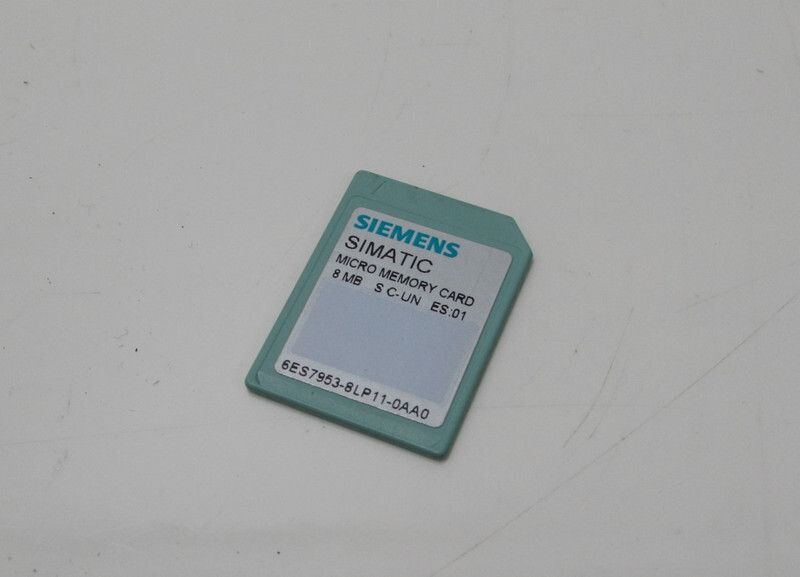 SIEMENS
SIMATIC
MICRO MEMORY CARD
8 MB S C-UN ES:01
6ES7953-8LP11-0AA0